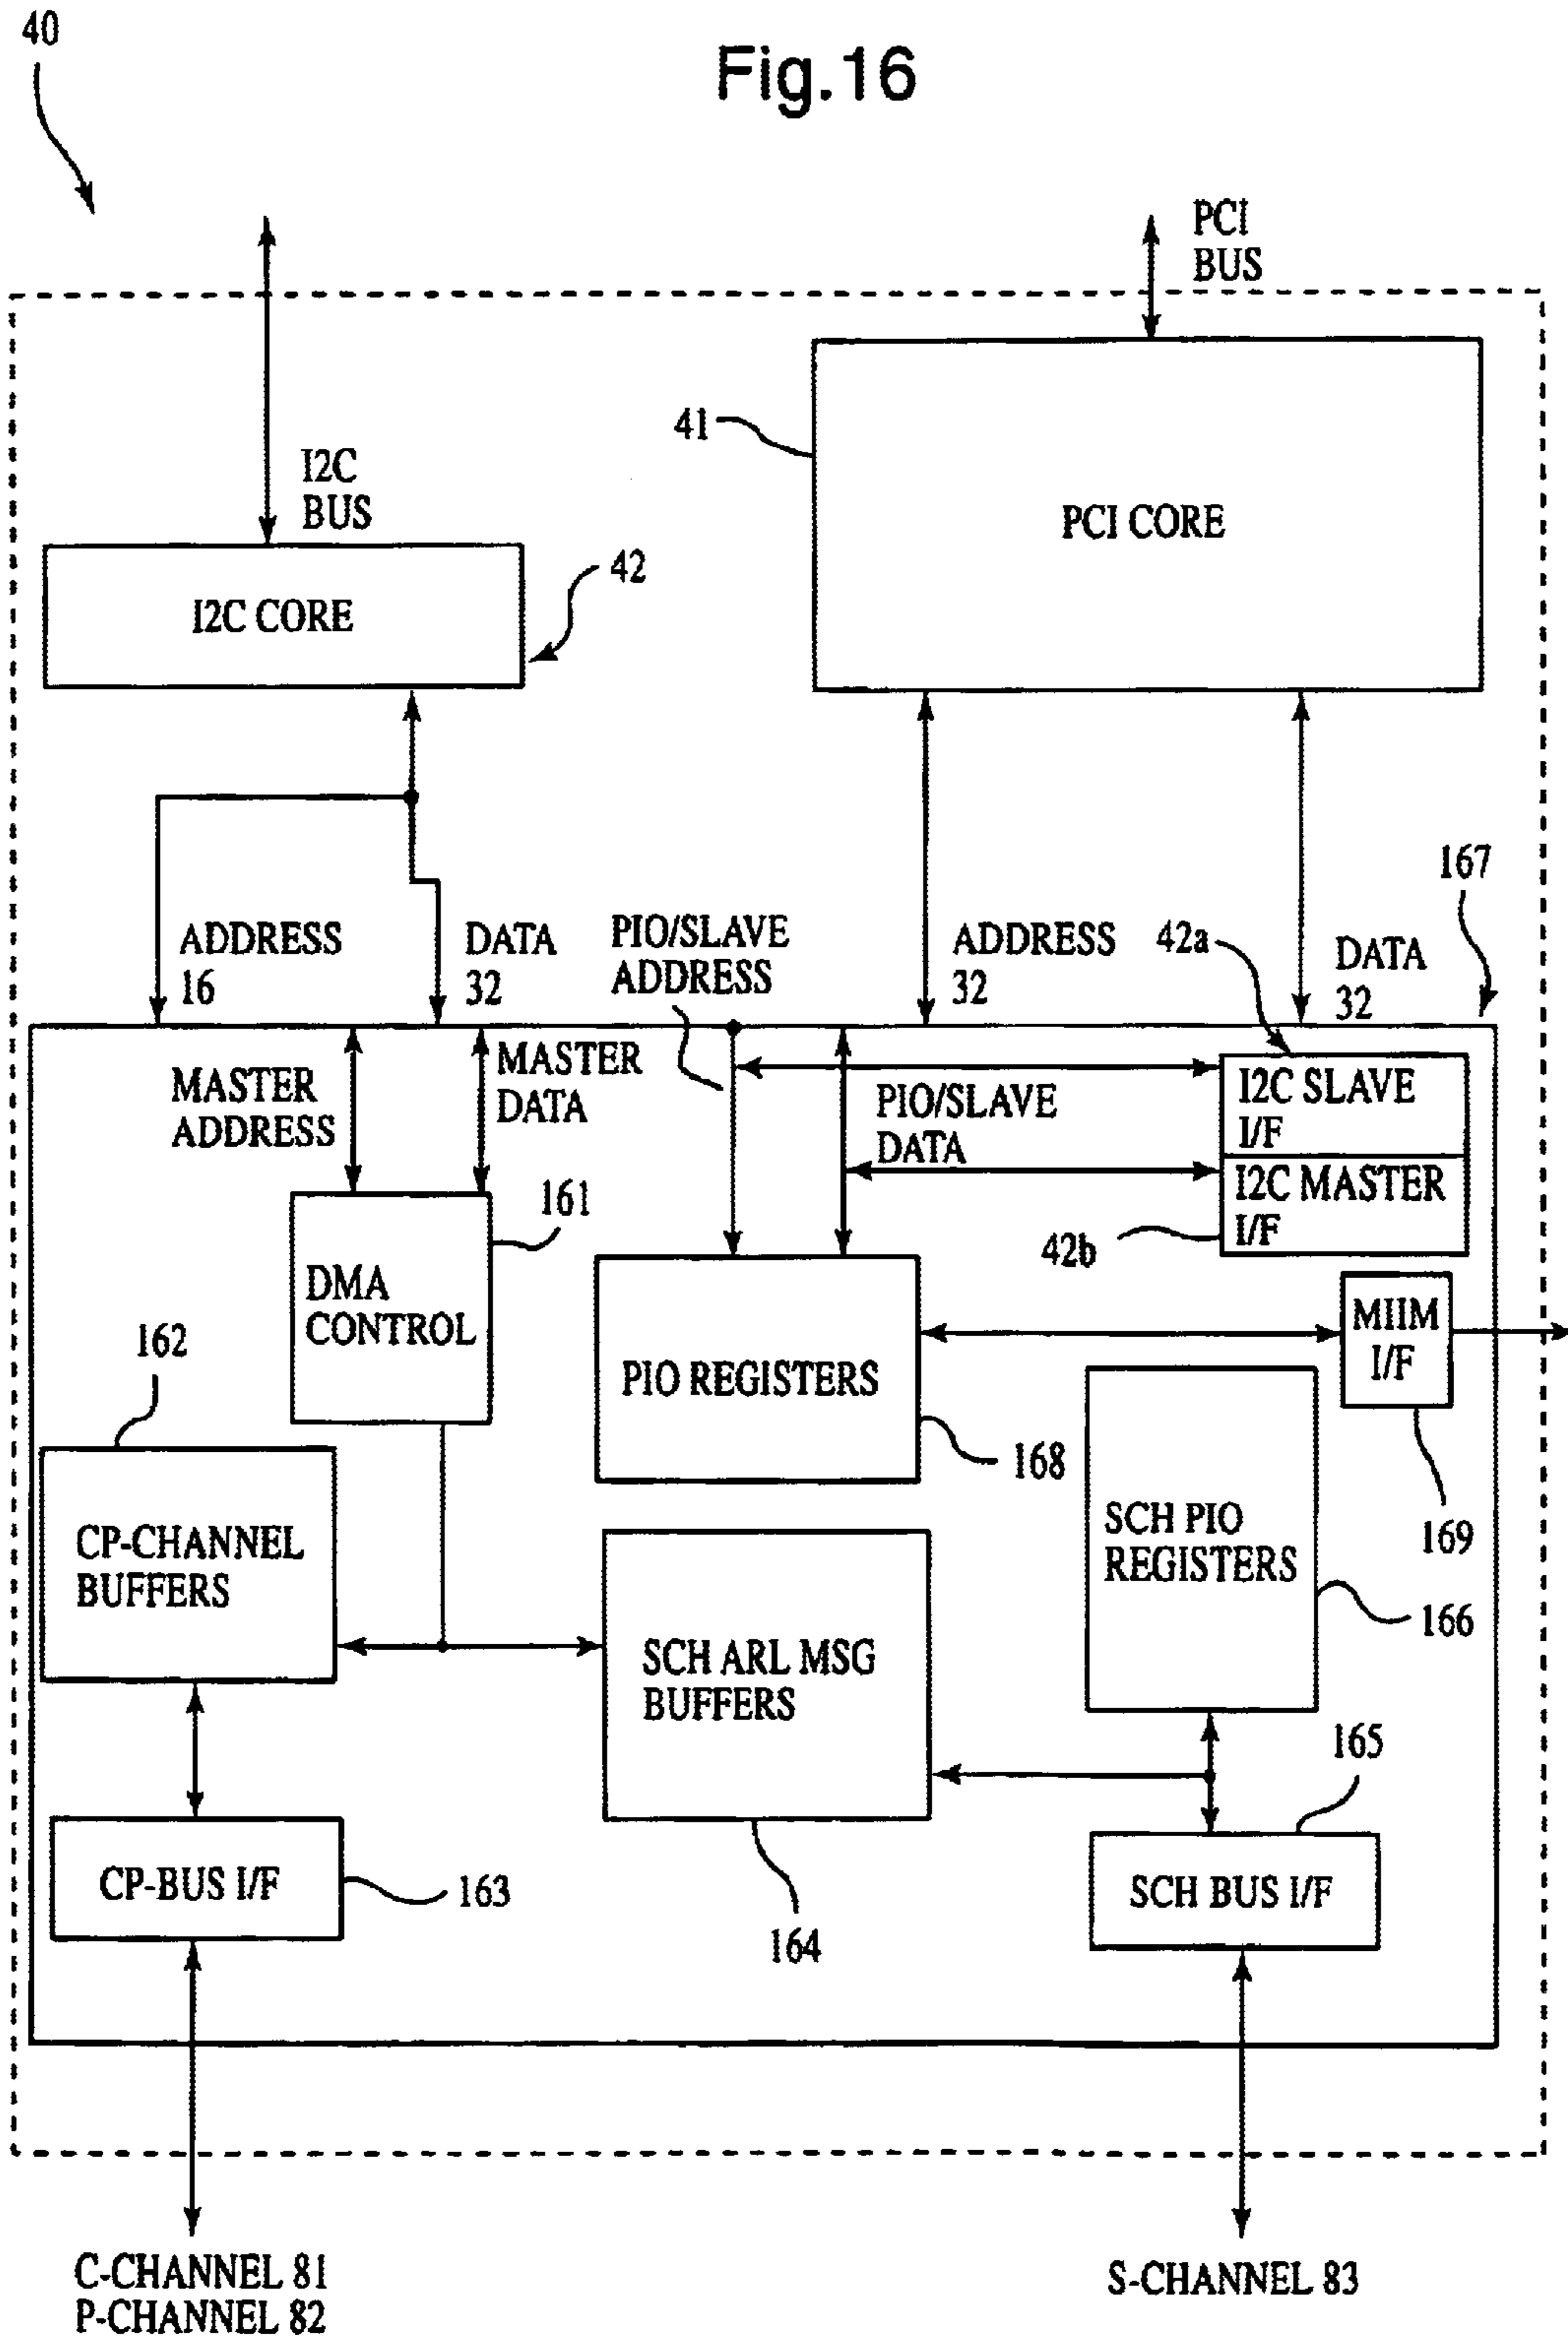 40
Fig.16
PCI
BUS
41
I2C
BUS
PCI CORE
42
I2C CORE
167
ADDRESS
16
DATA
32
PIO/SLAVE
ADDRESS
ADDRESS
32
42a
DATA
32
MASTER
ADDRESS
MASTER
DATA
PIO/SLAVE
DATA
I2C SLAVE
I/F
I2C MASTER
I/F
42b
161
DMA
CONTROL
162
PIO REGISTERS
MIIM
I/F
168
169
CP-CHANNEL
BUFFERS
SCH PIO
REGISTERS
166
SCH ARL MSG
BUFFERS
165
CP-BUS I/F
163
164
SCH BUS I/F
C-CHANNEL 81
P-CHANNEL 82
S-CHANNEL 83